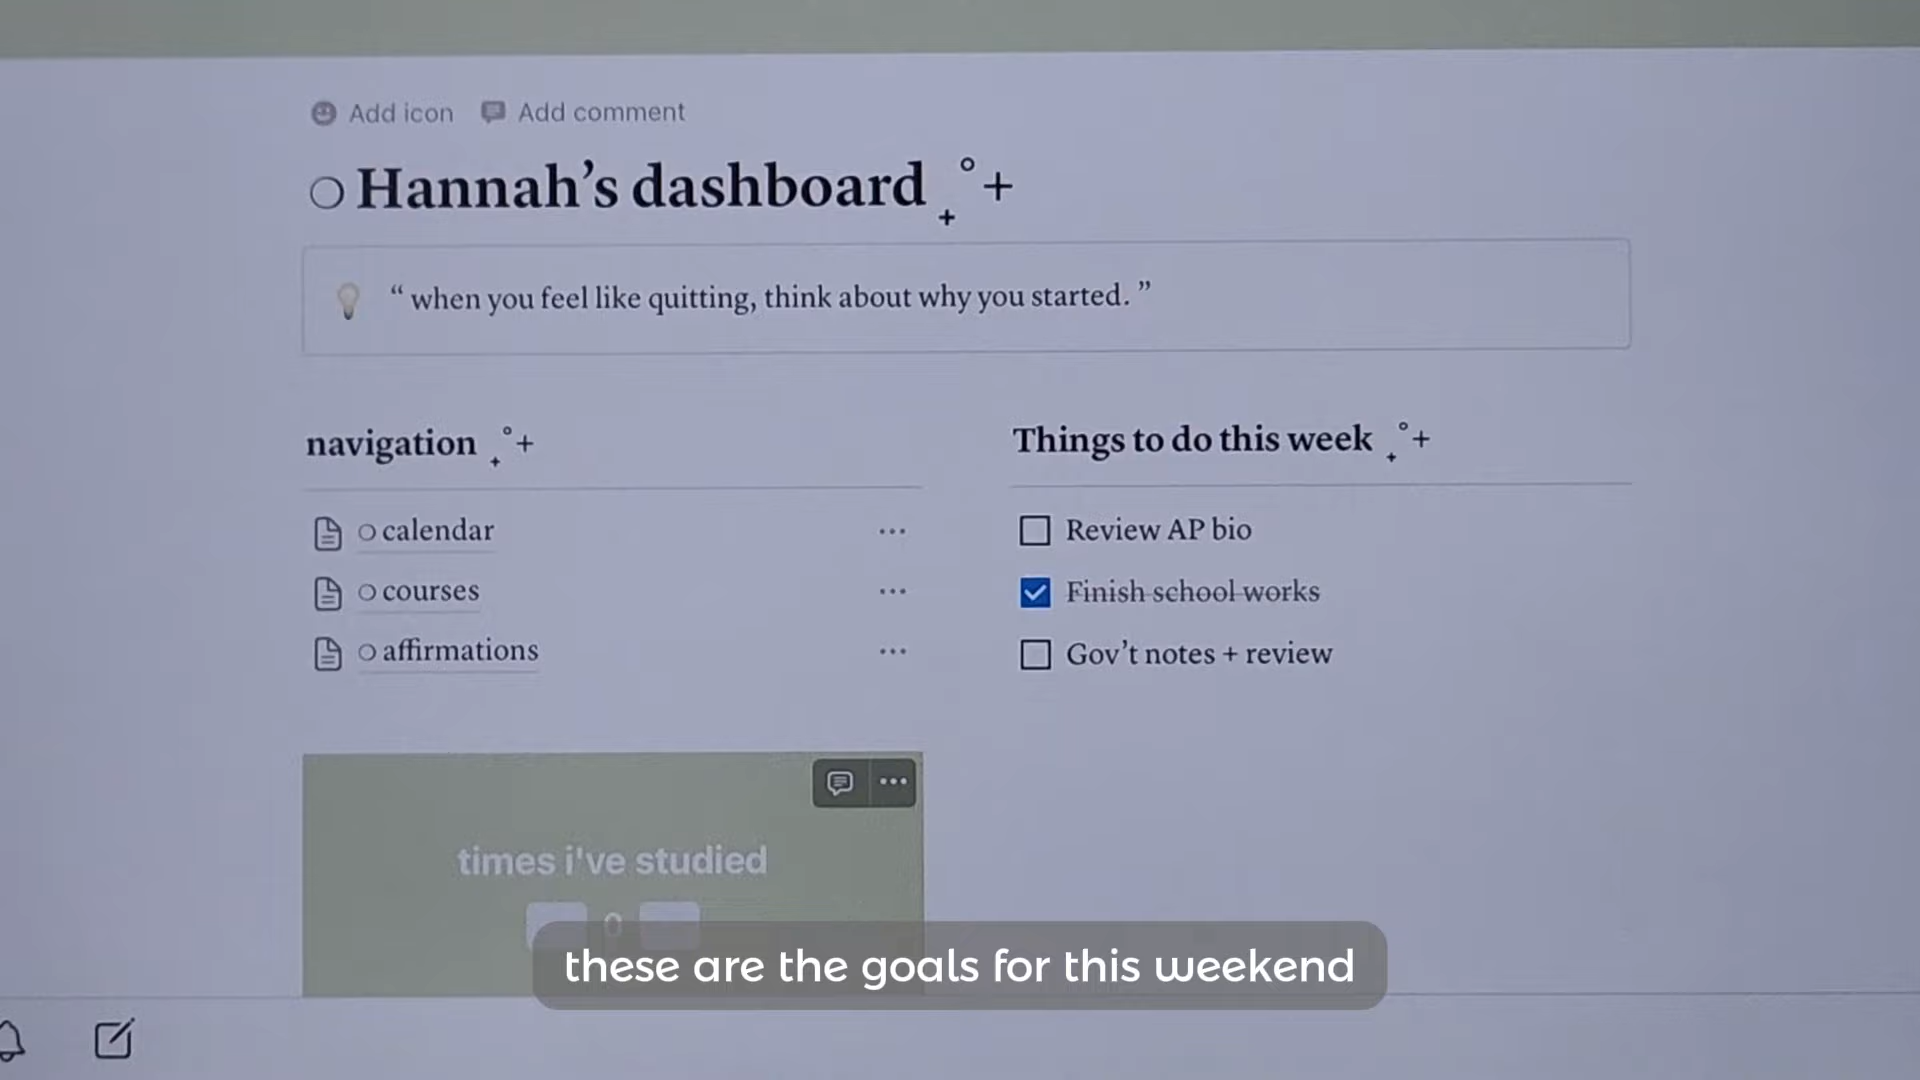 Add icon Add comment
Hannah's dashboard
“ when you feel like quitting, think about why you started. ”
navigation
calendar
courses
affirmations
Things to do this week
Review AP bio
Finish school works
Gov't notes + review
times i've studied
0
these are the goals for this weekend